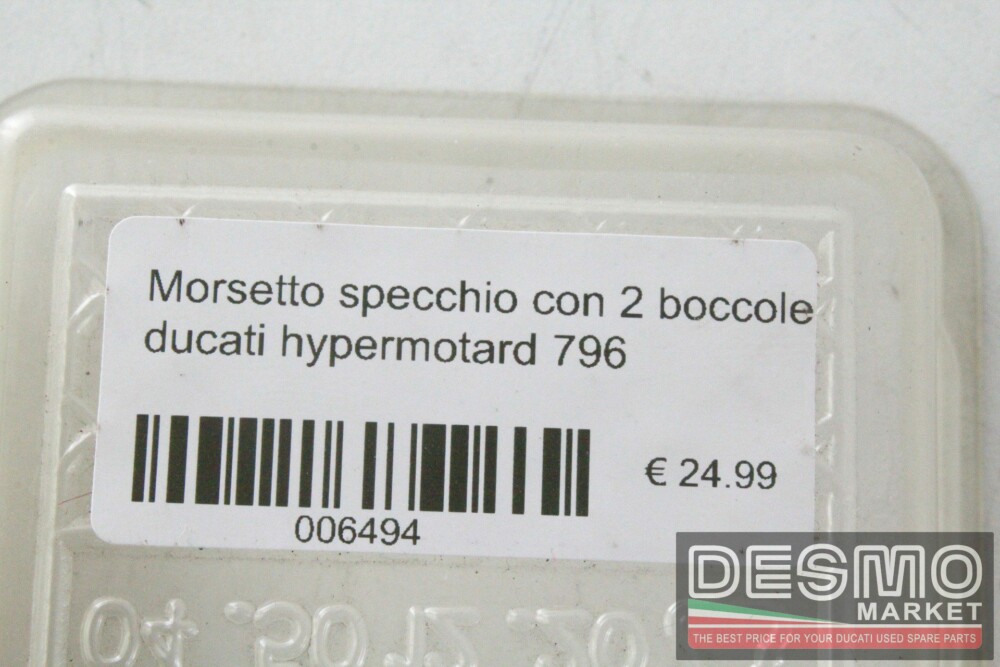 Morsetto specchio con 2 boccole
ducati hypermotard 796
€ 24.99
006494
DESMO
MARKET
THE BEST PRICE FOR YOUR DUCATI USED SPARE PARTS